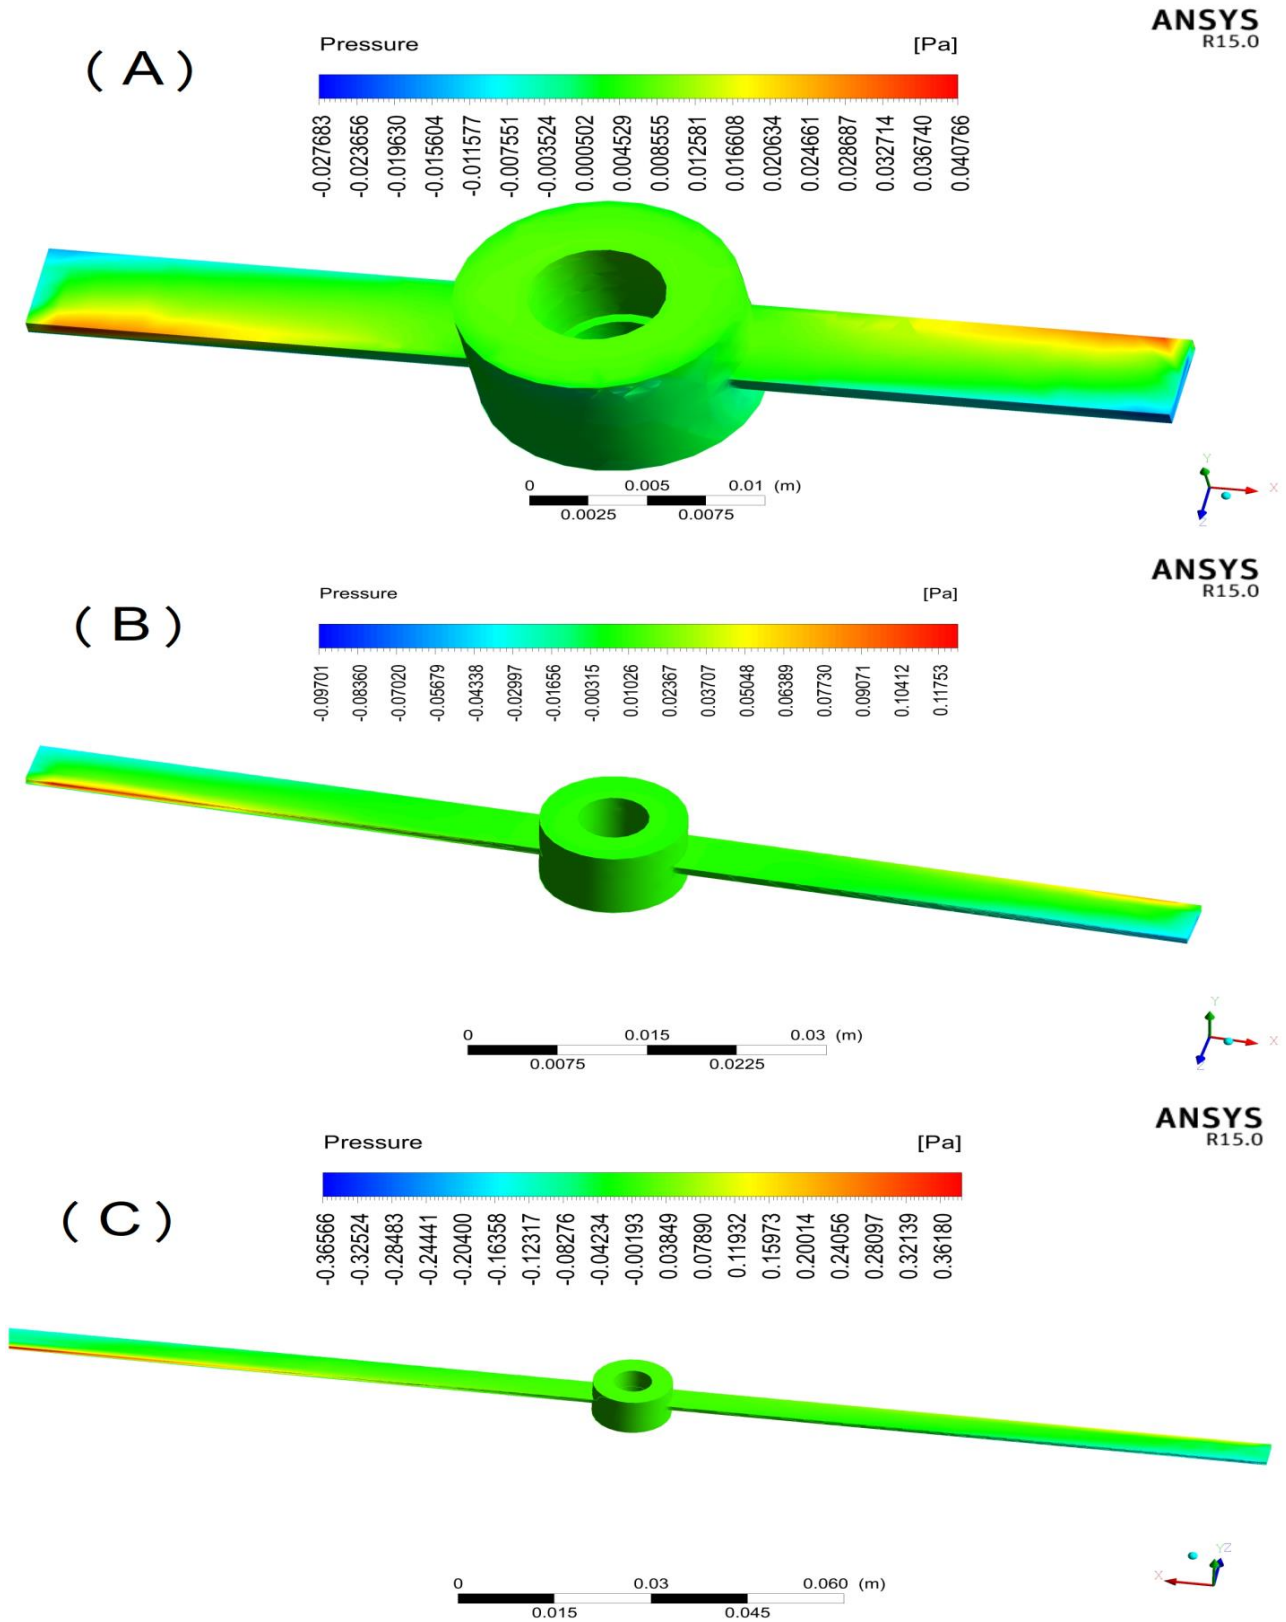 ANSYS
R15.0
( A )
Pressure [Pa]
-0.027683 -0.023656 -0.019630 -0.015604 -0.011577 -0.007551 -0.003524 0.000502 0.004529 0.008555 0.012581 0.016608 0.020634 0.024661 0.028687 0.032714 0.036740 0.040766
0 0.005 0.01 (m)
0.0025 0.0075
Y
X
Z
ANSYS
R15.0
( B )
Pressure [Pa]
-0.09701 -0.08360 -0.07020 -0.05679 -0.04338 -0.02997 -0.01656 -0.00315 0.01026 0.02367 0.03707 0.05048 0.06389 0.07730 0.09071 0.10412 0.11753
0 0.015 0.03 (m)
0.0075 0.0225
Y
X
Z
ANSYS
R15.0
( C )
Pressure [Pa]
-0.36566 -0.32524 -0.28483 -0.24441 -0.20400 -0.16358 -0.12317 -0.08276 -0.04234 -0.00193 0.03849 0.07890 0.11932 0.15973 0.20014 0.24056 0.28097 0.32139 0.36180
YZ
X
0 0.03 0.060 (m)
0.015 0.045